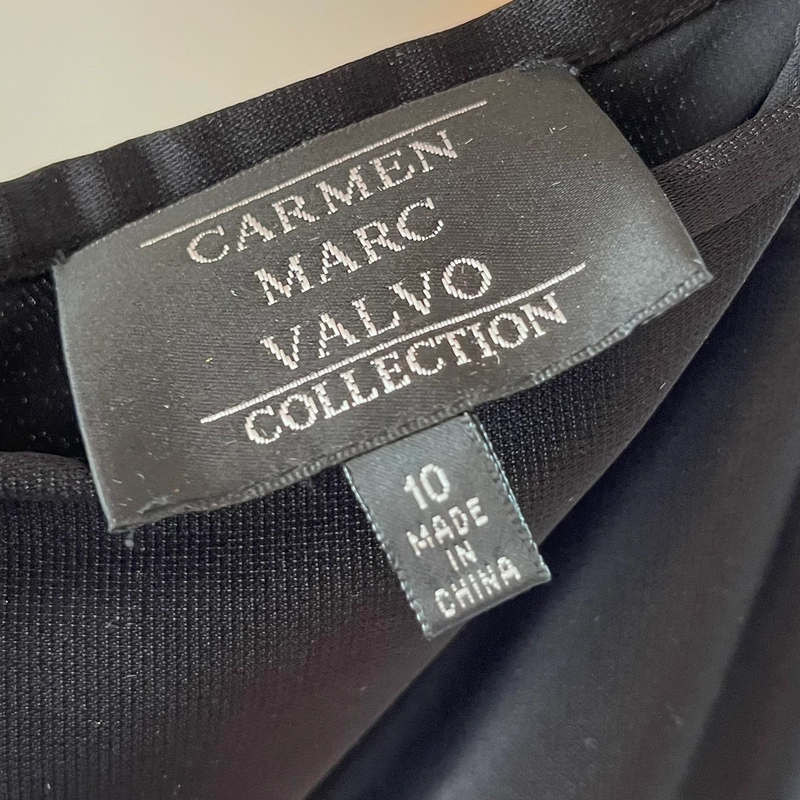 CARMEN
MARC
VALVO
COLLECTION
10
MADE
IN
CHINA